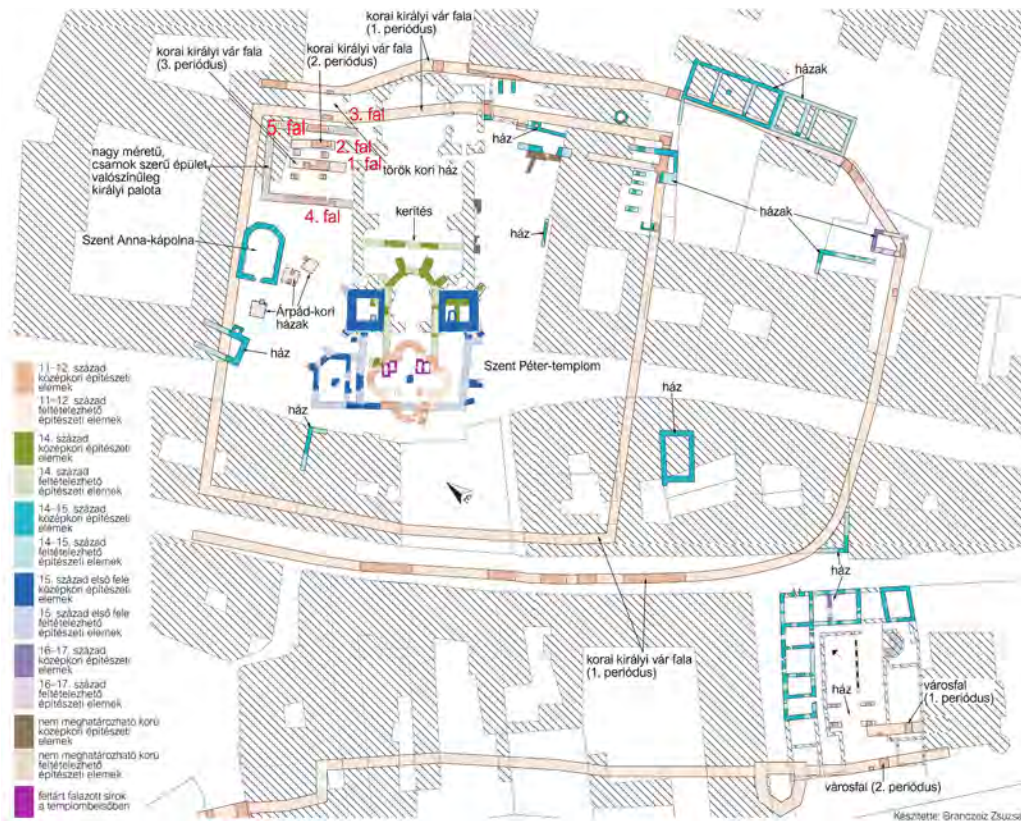 korai királyi vár fala
(1. periódus)
korai királyi vár fala
(3. periódus)
korai királyi vár fala
(2. periódus)
korai királyi vár fala
(1. periódus)
házak
3. fal
5. fal
2. fal
1. fal
4. fal
nagy méretű,
csarnok szerű épület,
valószínűleg
királyi palota
török kori ház
ház
kerítés
ház
házak
Szent Anna-kápolna
Árpád-kori
házak
ház
Szent Péter-templom
ház
ház
11–12. század
középkori építészeti
elemek
11–12. század
feltételezhető
építészeti elemek
14. század
középkori építészeti
elemek
14. század
feltételezhető
építészeti elemek
14-15. század
középkori építészeti
elemek
14-15. század
feltételezhető
építészeti elemek
15. század első fele
középkori építészeti
elemek
15. század első fele
feltételezhető
építészeti elemek
16–17. század
középkori építészeti
elemek
16–17. század
feltételezhető
építészeti elemek
nem meghatározható korú
középkori építészeti
elemek
nem meghatározható korú
feltételezhető
építészeti elemek
feltárt falazott sírok
a templombelsőben
É
ház
korai királyi vár fala
(1. periódus)
ház
városfal
(1. periódus)
városfal (2. periódus)
Készítette: Granczeiz Zsuzsa